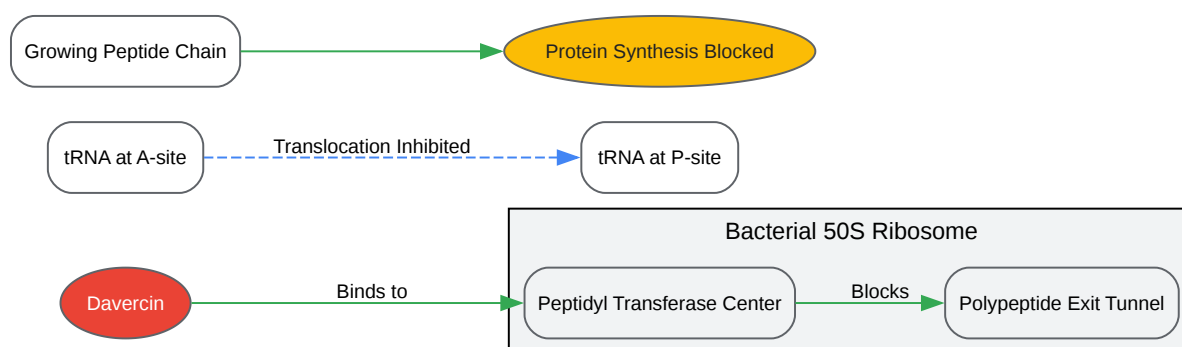 Growing Peptide Chain
Protein Synthesis Blocked
tRNA at A-site
Translocation Inhibited
tRNA at P-site
Bacterial 50S Ribosome
Davercin
Binds to
Peptidyl Transferase Center
Blocks
Polypeptide Exit Tunnel